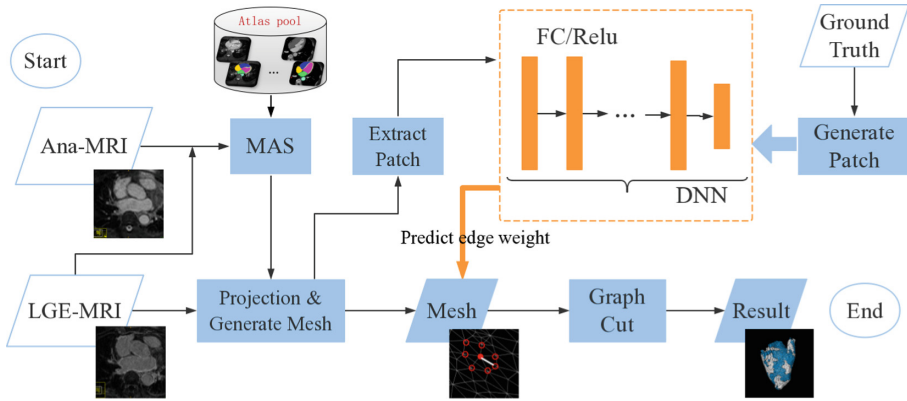 Atlas pool
...
Start
FC/Relu
Ground
Truth
Ana-MRI
MAS
Extract
Patch
...
Generate
Patch
DNN
Predict edge weight
LGE-MRI
Projection &
Generate Mesh
Mesh
Graph
Cut
Result
End